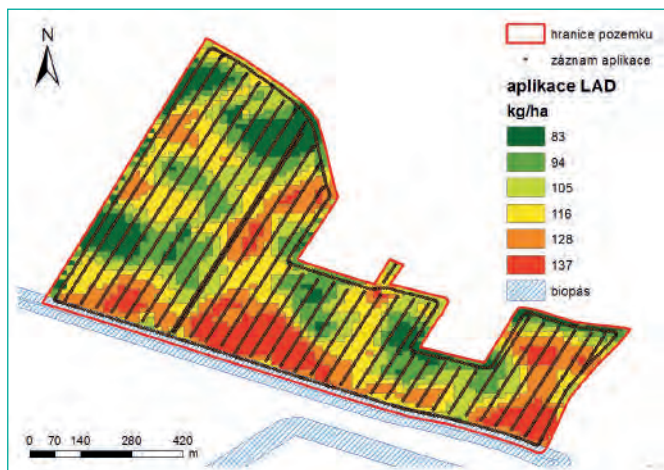 N
hranice pozemku
záznam aplikace
aplikace LAD
kg/ha
83
94
105
116
128
137
biopás
0 70 140 280 420
m